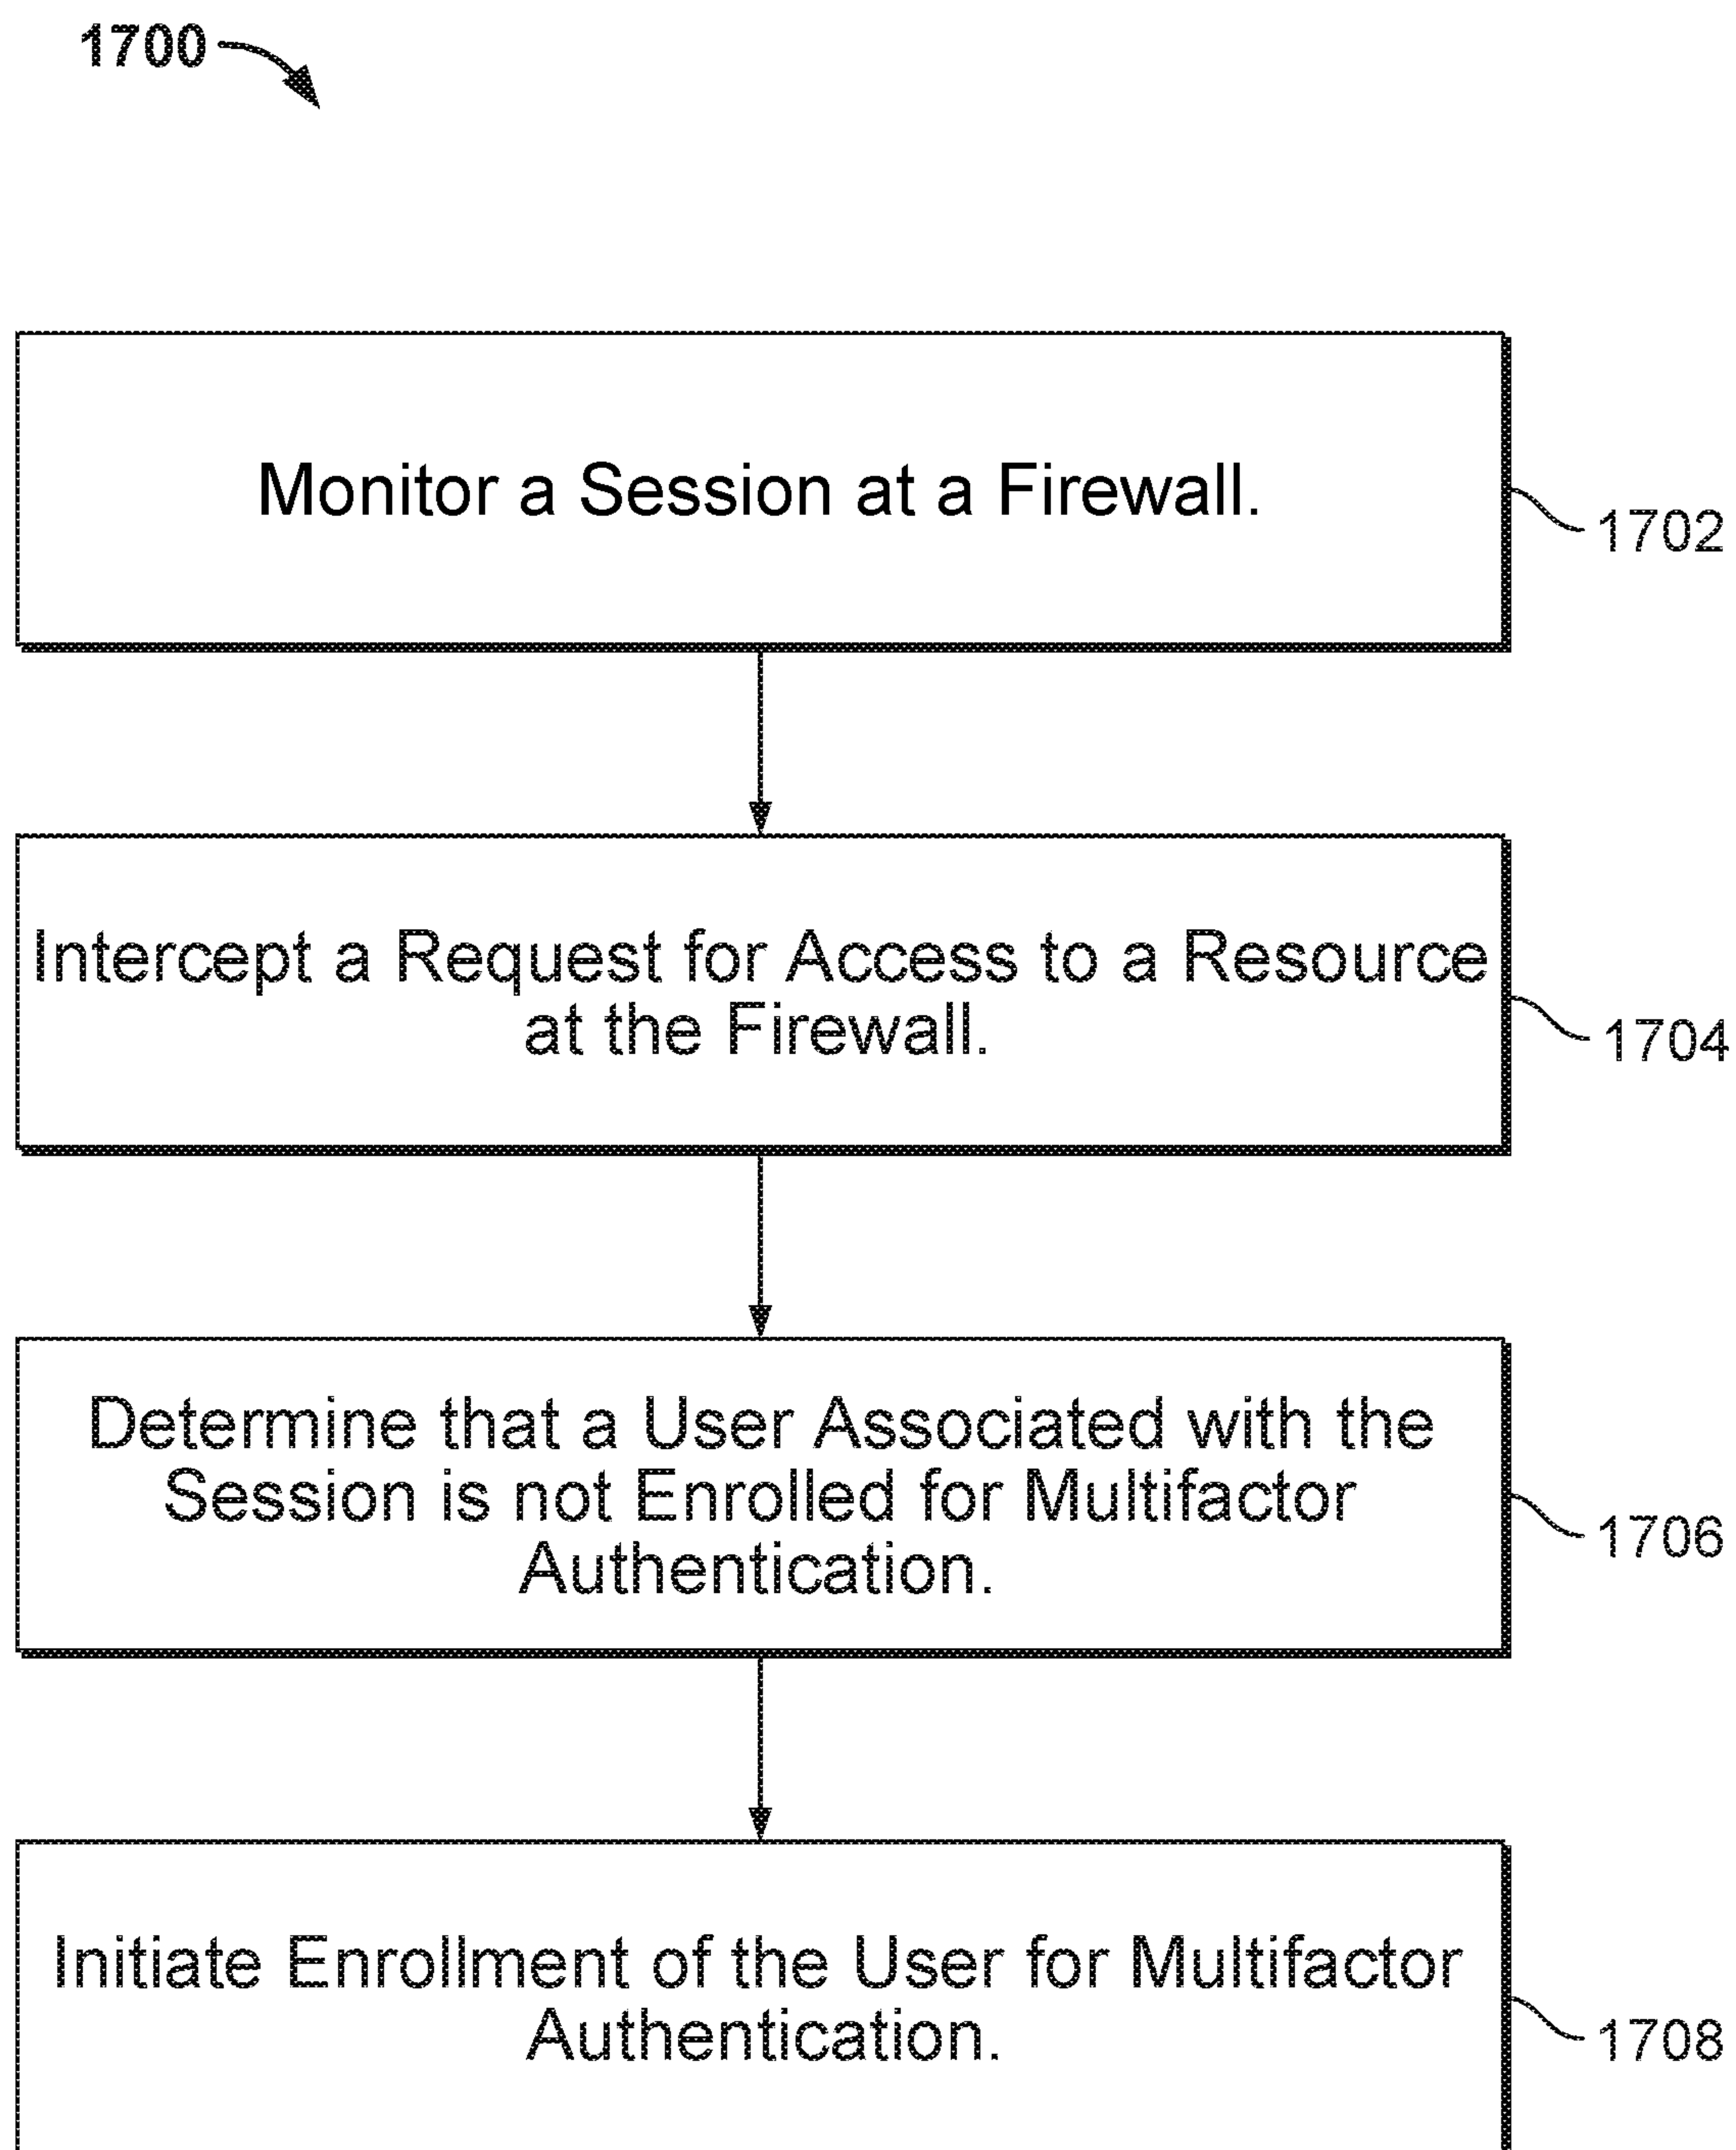 1700
Monitor a Session at a Firewall.
1702
Intercept a Request for Access to a Resource
at the Firewall.
1704
Determine that a User Associated with the
Session is not Enrolled for Multifactor
Authentication.
1706
Initiate Enrollment of the User for Multifactor
Authentication.
1708